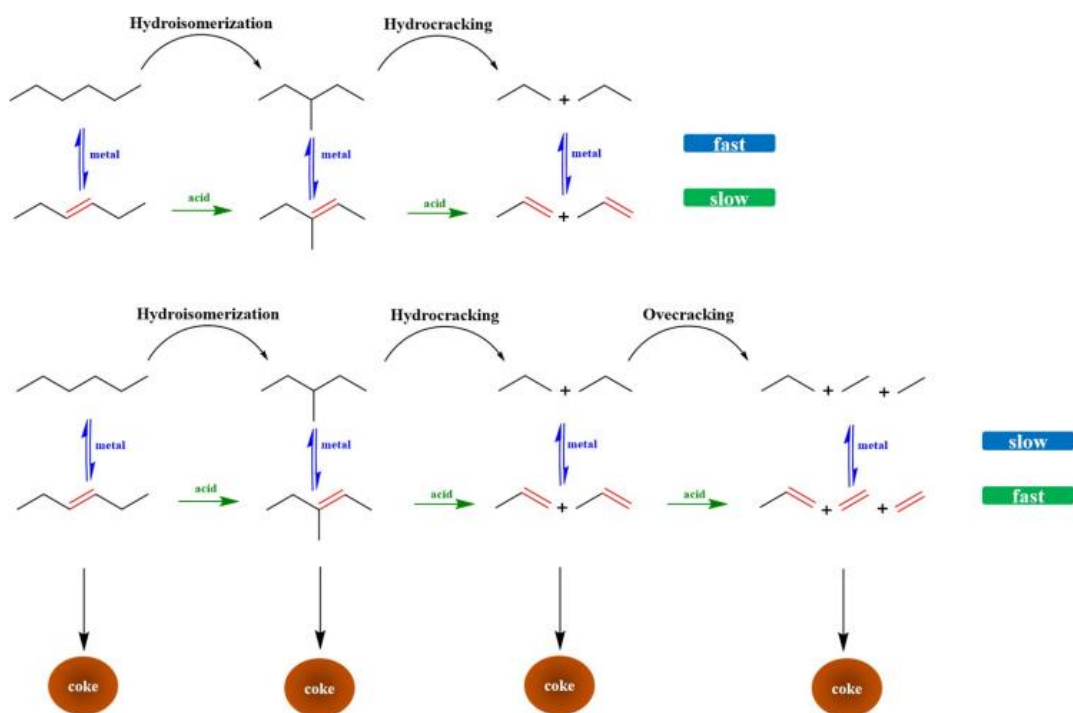 Hydroisomerization Hydrocracking
+ +
metal metal metal fast
acid acid slow
+ +
Hydroisomerization Hydrocracking Ovecracking
+ + + +
metal metal metal metal slow
acid acid acid fast
+ + + +
coke coke coke coke